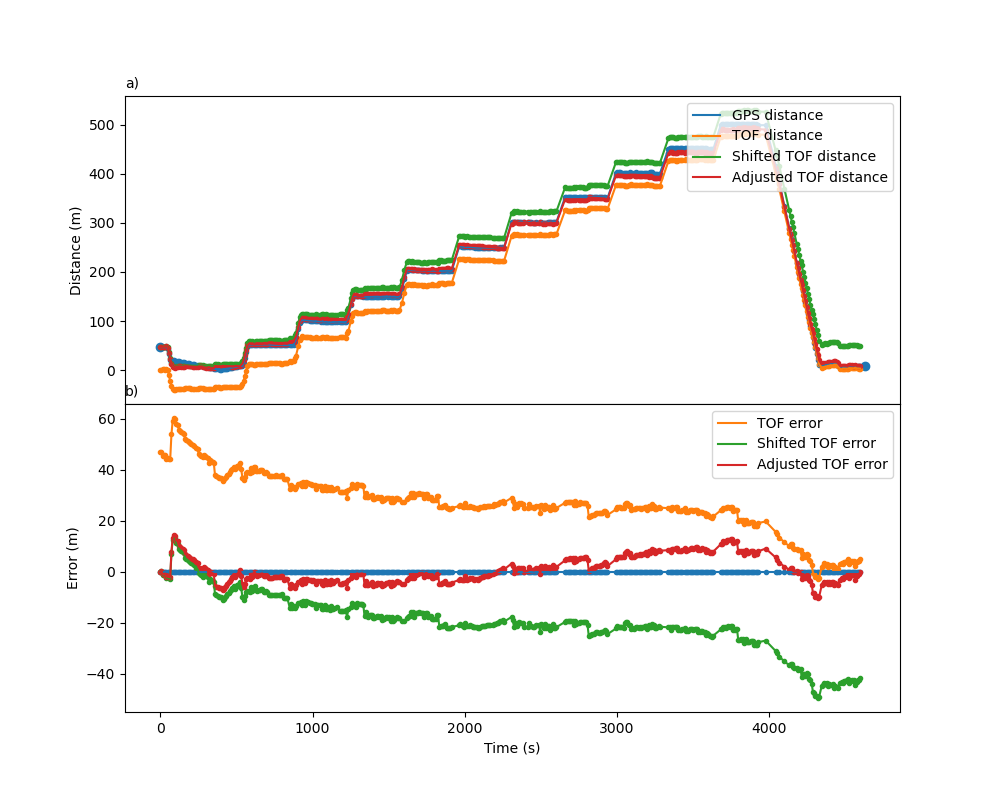 a)
500
400
300
200
100
0
Distance (m)
GPS distance
TOF distance
Shifted TOF distance
Adjusted TOF distance
b)
60
40
20
0
−20
−40
Error (m)
TOF error
Shifted TOF error
Adjusted TOF error
0 1000 2000 3000 4000
Time (s)